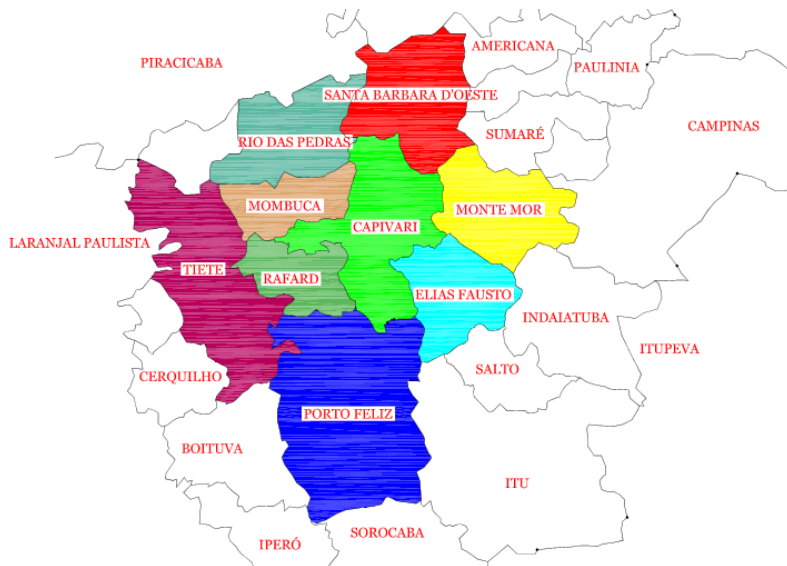 AMERICANA
PIRACICABA
PAULINIA
SANTA BARBARA D'OESTE
CAMPINAS
SUMARÉ
RIO DAS PEDRAS
MOMBUCA
MONTE MOR
CAPIVARI
LARANJAL PAULISTA
TIETE
RAFARD
ELIAS FAUSTO
INDAIATUBA
ITUPEVA
SALTO
CERQUILHO
PORTO FELIZ
BOITUVA
ITU
SOROCABA
IPERÓ